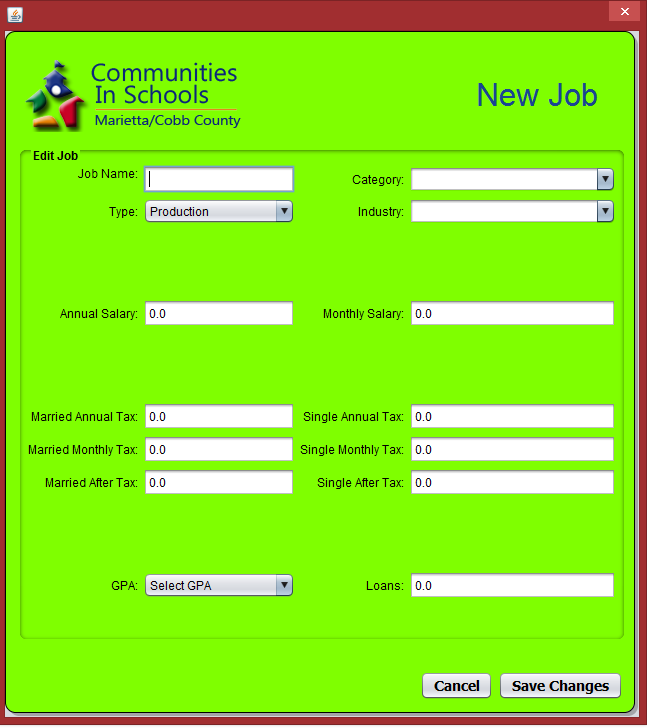 Communities
In Schools
Marietta/Cobb County
New Job
Edit Job
Job Name:
Category:
Type: Production
Industry:
Annual Salary: 0.0
Monthly Salary: 0.0
Married Annual Tax: 0.0
Single Annual Tax: 0.0
Married Monthly Tax: 0.0
Single Monthly Tax: 0.0
Married After Tax: 0.0
Single After Tax: 0.0
GPA: Select GPA
Loans: 0.0
Cancel
Save Changes